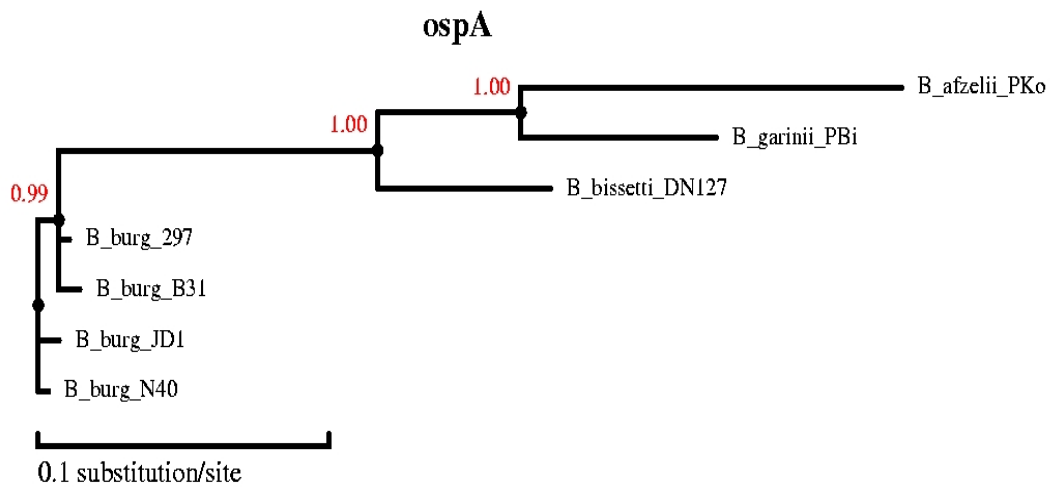 ospA
1.00
B_afzelii_PKo
1.00
B_garinii_PBi
0.99
B_bissetti_DN127
B_burg_297
B_burg_B31
B_burg_JD1
B_burg_N40
0.1 substitution/site